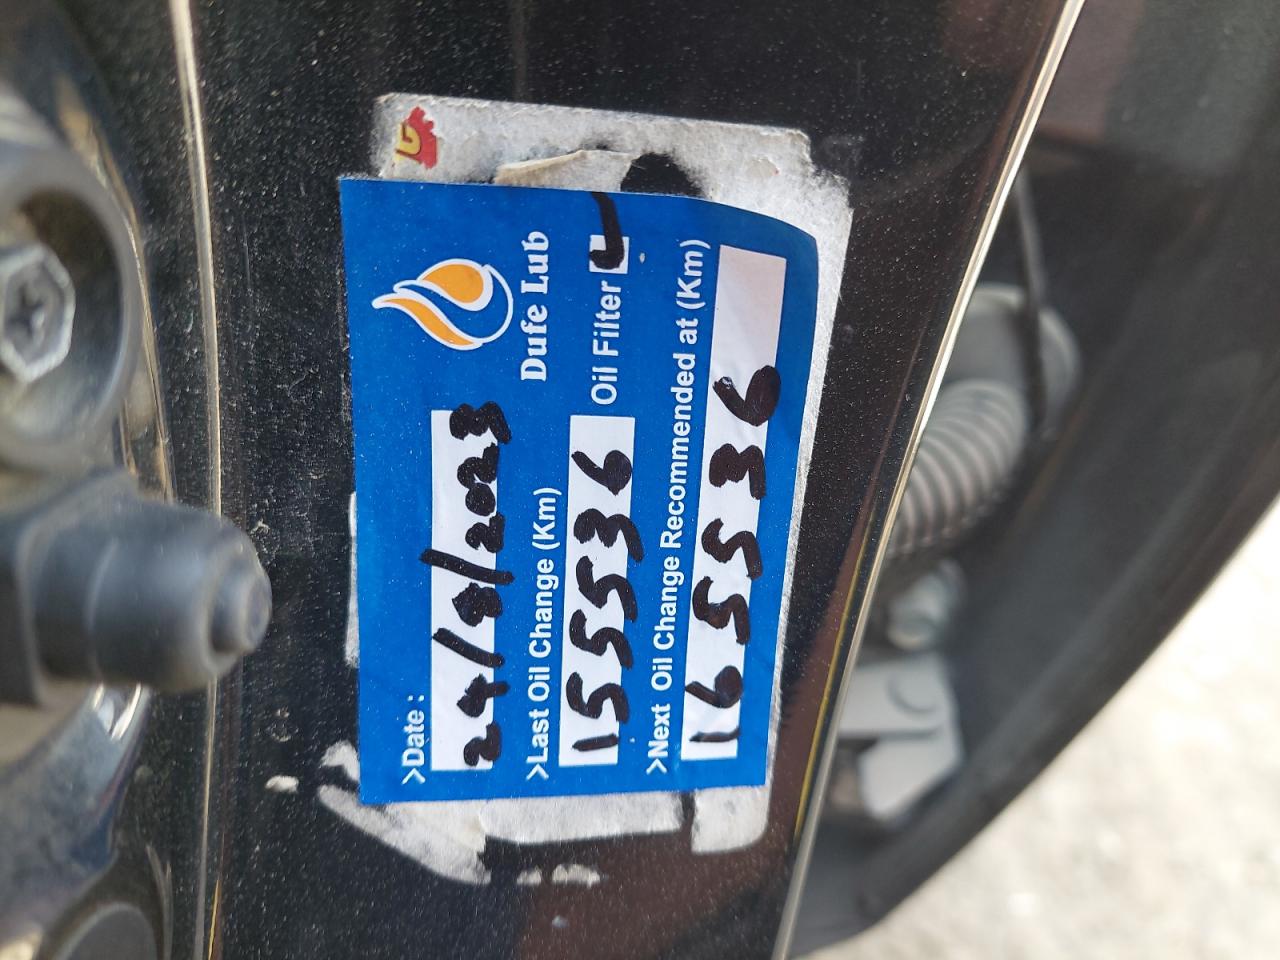 Dufe Lub
>Date : 24/8/2023
>Last Oil Change (Km) Oil Filter
155536
>Next Oil Change Recommended at (Km)
165536